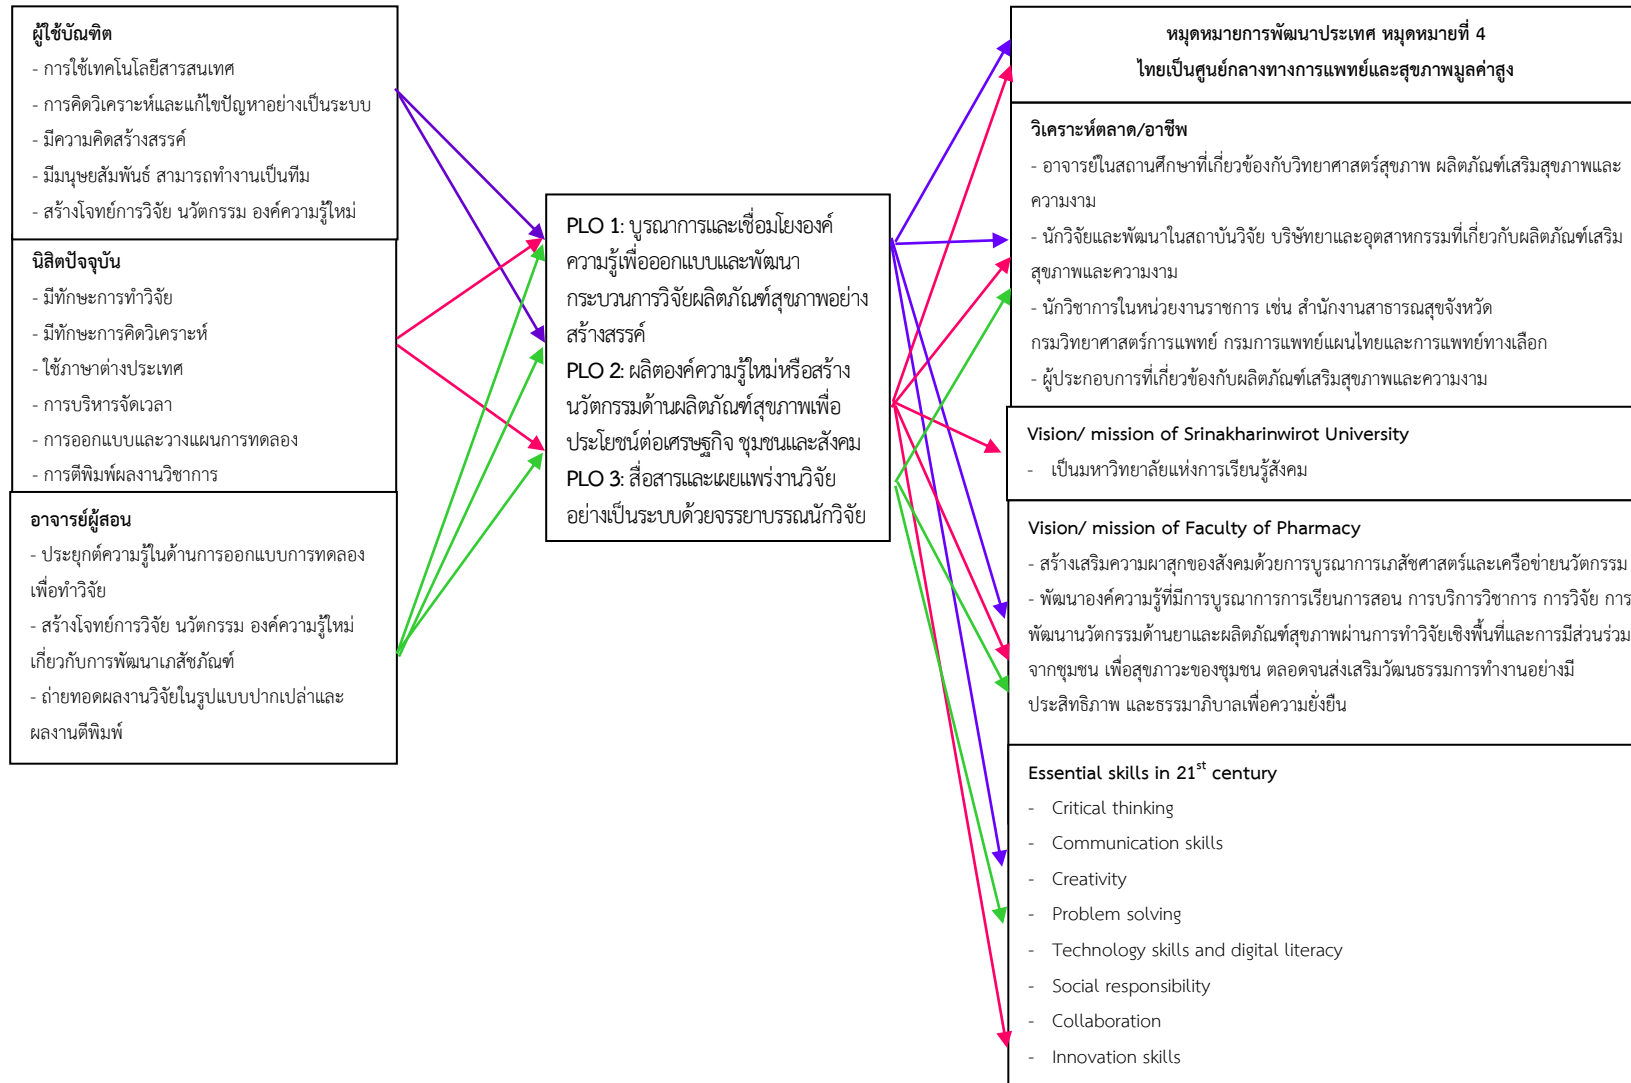 ผู้ใช้บัณฑิต
- การใช้เทคโนโลยีสารสนเทศ
- การคิดวิเคราะห์และแก้ไขปัญหาอย่างเป็นระบบ
- มีความคิดสร้างสรรค์
- มีมนุษยสัมพันธ์ สามารถทำงานเป็นทีม
- สร้างโจทย์การวิจัย นวัตกรรม องค์ความรู้ใหม่
นิสิตปัจจุบัน
- มีทักษะการทำวิจัย
- มีทักษะการคิดวิเคราะห์
- ใช้ภาษาต่างประเทศ
- การบริหารจัดเวลา
- การออกแบบและวางแผนการทดลอง
- การตีพิมพ์ผลงานวิชาการ
อาจารย์ผู้สอน
- ประยุกต์ความรู้ในด้านการออกแบบการทดลอง
เพื่อทำวิจัย
- สร้างโจทย์การวิจัย นวัตกรรม องค์ความรู้ใหม่
เกี่ยวกับการพัฒนาเภสัชภัณฑ์
- ถ่ายทอดผลงานวิจัยในรูปแบบปากเปล่าและ
ผลงานตีพิมพ์
PLO 1: บูรณาการและเชื่อมโยงองค์
ความรู้เพื่อออกแบบและพัฒนา
กระบวนการวิจัยผลิตภัณฑ์สุขภาพอย่าง
สร้างสรรค์
PLO 2: ผลิตองค์ความรู้ใหม่หรือสร้าง
นวัตกรรมด้านผลิตภัณฑ์สุขภาพเพื่อ
ประโยชน์ต่อเศรษฐกิจ ชุมชนและสังคม
PLO 3: สื่อสารและเผยแพร่งานวิจัย
อย่างเป็นระบบด้วยจรรยาบรรณนักวิจัย
หมุดหมายการพัฒนาประเทศ หมุดหมายที่ 4
ไทยเป็นศูนย์กลางทางการแพทย์และสุขภาพมูลค่าสูง
วิเคราะห์ตลาด/อาชีพ
- อาจารย์ในสถานศึกษาที่เกี่ยวข้องกับวิทยาศาสตร์สุขภาพ ผลิตภัณฑ์เสริมสุขภาพและ
ความงาม
- นักวิจัยและพัฒนาในสถาบันวิจัย บริษัทยาและอุตสาหกรรมที่เกี่ยวกับผลิตภัณฑ์เสริม
สุขภาพและความงาม
- นักวิชาการในหน่วยงานราชการ เช่น สำนักงานสาธารณสุขจังหวัด
กรมวิทยาศาสตร์การแพทย์ กรมการแพทย์แผนไทยและการแพทย์ทางเลือก
- ผู้ประกอบการที่เกี่ยวข้องกับผลิตภัณฑ์เสริมสุขภาพและความงาม
Vision/ mission of Srinakharinwirot University
- เป็นมหาวิทยาลัยแห่งการเรียนรู้สังคม
Vision/ mission of Faculty of Pharmacy
- สร้างเสริมความผาสุกของสังคมด้วยการบูรณาการเภสัชศาสตร์และเครือข่ายนวัตกรรม
- พัฒนาองค์ความรู้ที่มีการบูรณาการการเรียนการสอน การบริการวิชาการ การวิจัย การ
พัฒนานวัตกรรมด้านยาและผลิตภัณฑ์สุขภาพผ่านการทำวิจัยเชิงพื้นที่และการมีส่วนร่วม
จากชุมชน เพื่อสุขภาวะของชุมชน ตลอดจนส่งเสริมวัฒนธรรมการทำงานอย่างมี
ประสิทธิภาพ และธรรมาภิบาลเพื่อความยั่งยืน
Essential skills in 21st century
- Critical thinking
- Communication skills
- Creativity
- Problem solving
- Technology skills and digital literacy
- Social responsibility
- Collaboration
- Innovation skills